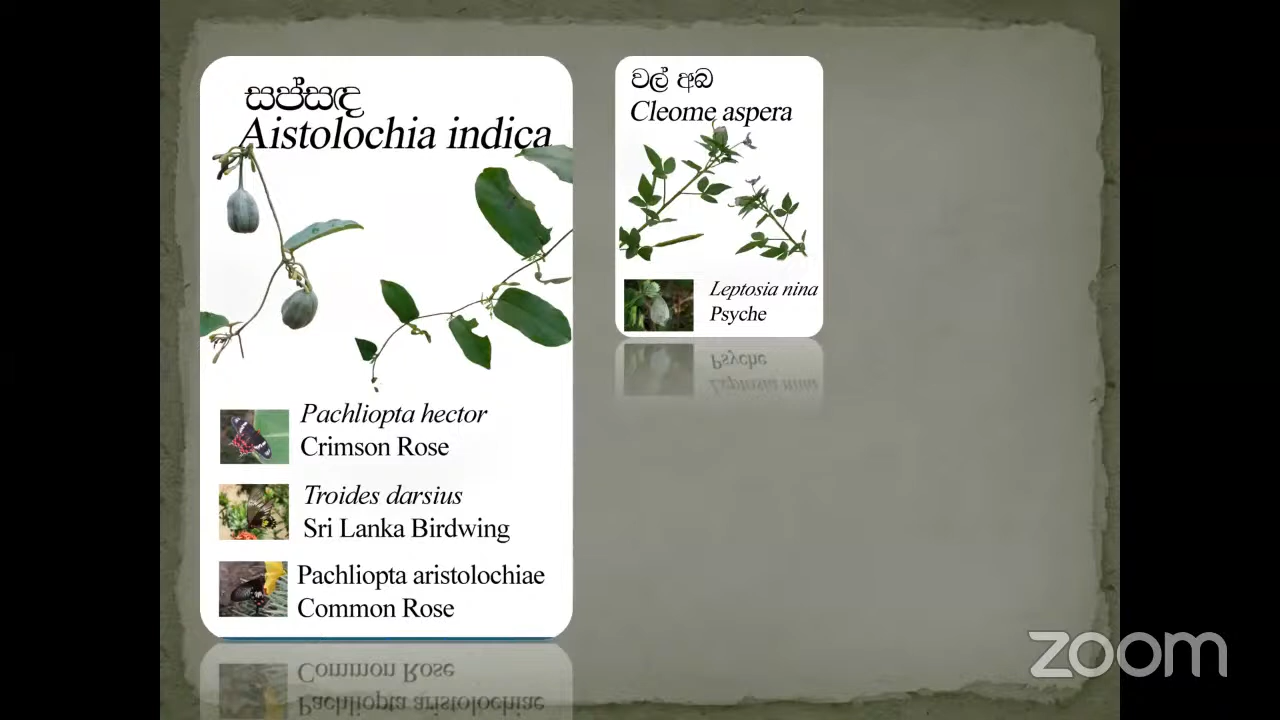 සප්සඳ
Aistolochia indica
Pachliopta hector
Crimson Rose
Troides darsius
Sri Lanka Birdwing
Pachliopta aristolochiae
Common Rose
වල් අබ
Cleome aspera
Leptosia nina
Psyche
zoom